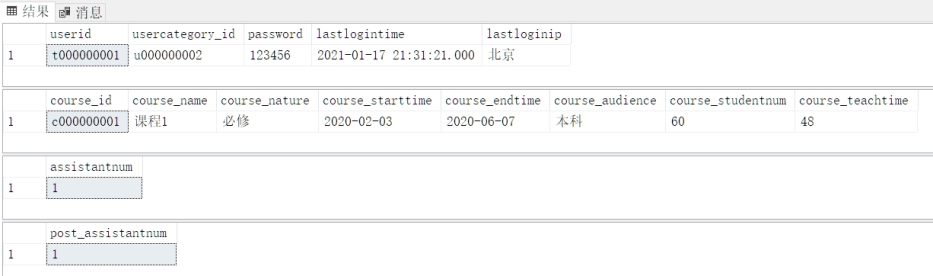 结果 消息
userid usercategory_id password lastlogintime lastloginip
1 t000000001 u000000002 123456 2021-01-17 21:31:21.000 北京
course_id course_name course_nature course_starttime course_endtime course_audience course_studentnum course_teachtime
1 c000000001 课程1 必修 2020-02-03 2020-06-07 本科 60 48
assistantnum
1 1
post_assistantnum
1 1